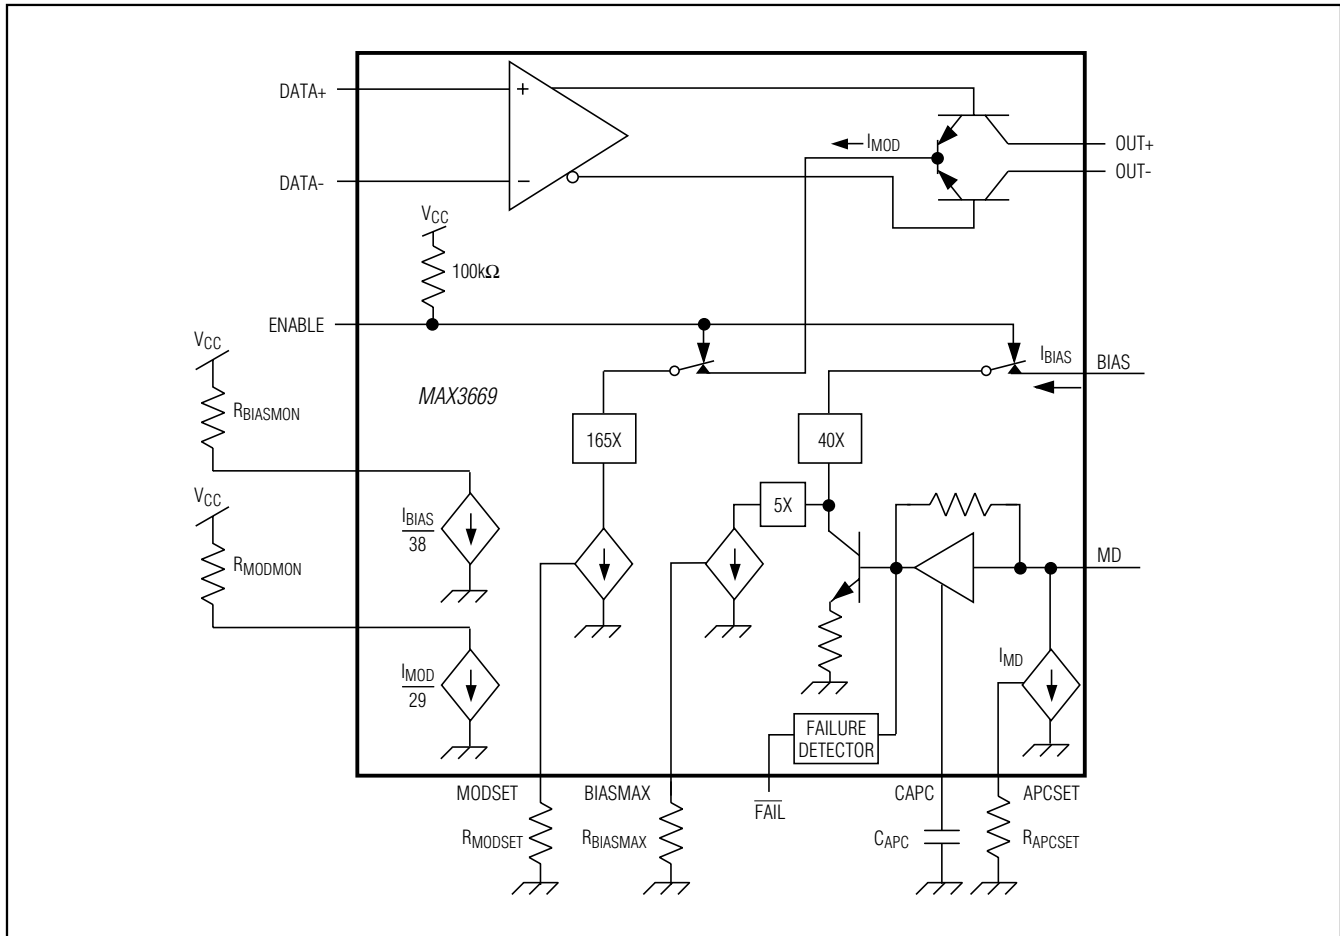 DATA+
+
IMOD
OUT+
OUT-
DATA-
−
VCC
100kΩ
ENABLE
VCC
IBIAS
BIAS
MAX3669
RBIASMON
165X
40X
VCC
5X
IBIAS
38
RMODMON
MD
IMD
IMOD
29
FAILURE
DETECTOR
MODSET
BIASMAX
FAIL
CAPC
APCSET
RMODSET
RBIASMAX
CAPC
RAPCSET